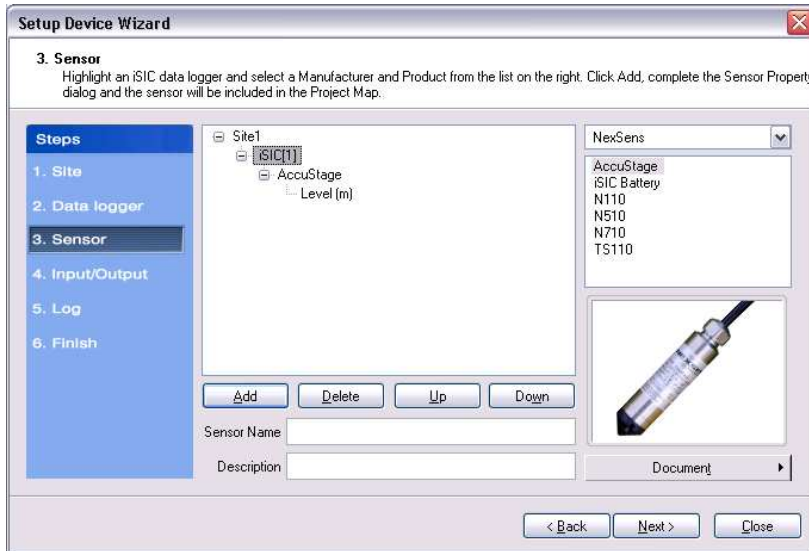 Setup Device Wizard
3. Sensor
Highlight an iSIC data logger and select a Manufacturer and Product from the list on the right. Click Add, complete the Sensor Property
dialog and the sensor will be included in the Project Map.
Steps
1. Site
2. Data logger
3. Sensor
4. Input/Output
5. Log
6. Finish
Site1
iSIC[1]
AccuStage
Level (m)
NexSens
AccuStage
iSIC Battery
N110
N510
N710
TS110
Add
Delete
Up
Down
Sensor Name
Description
Document
< Back
Next >
Close